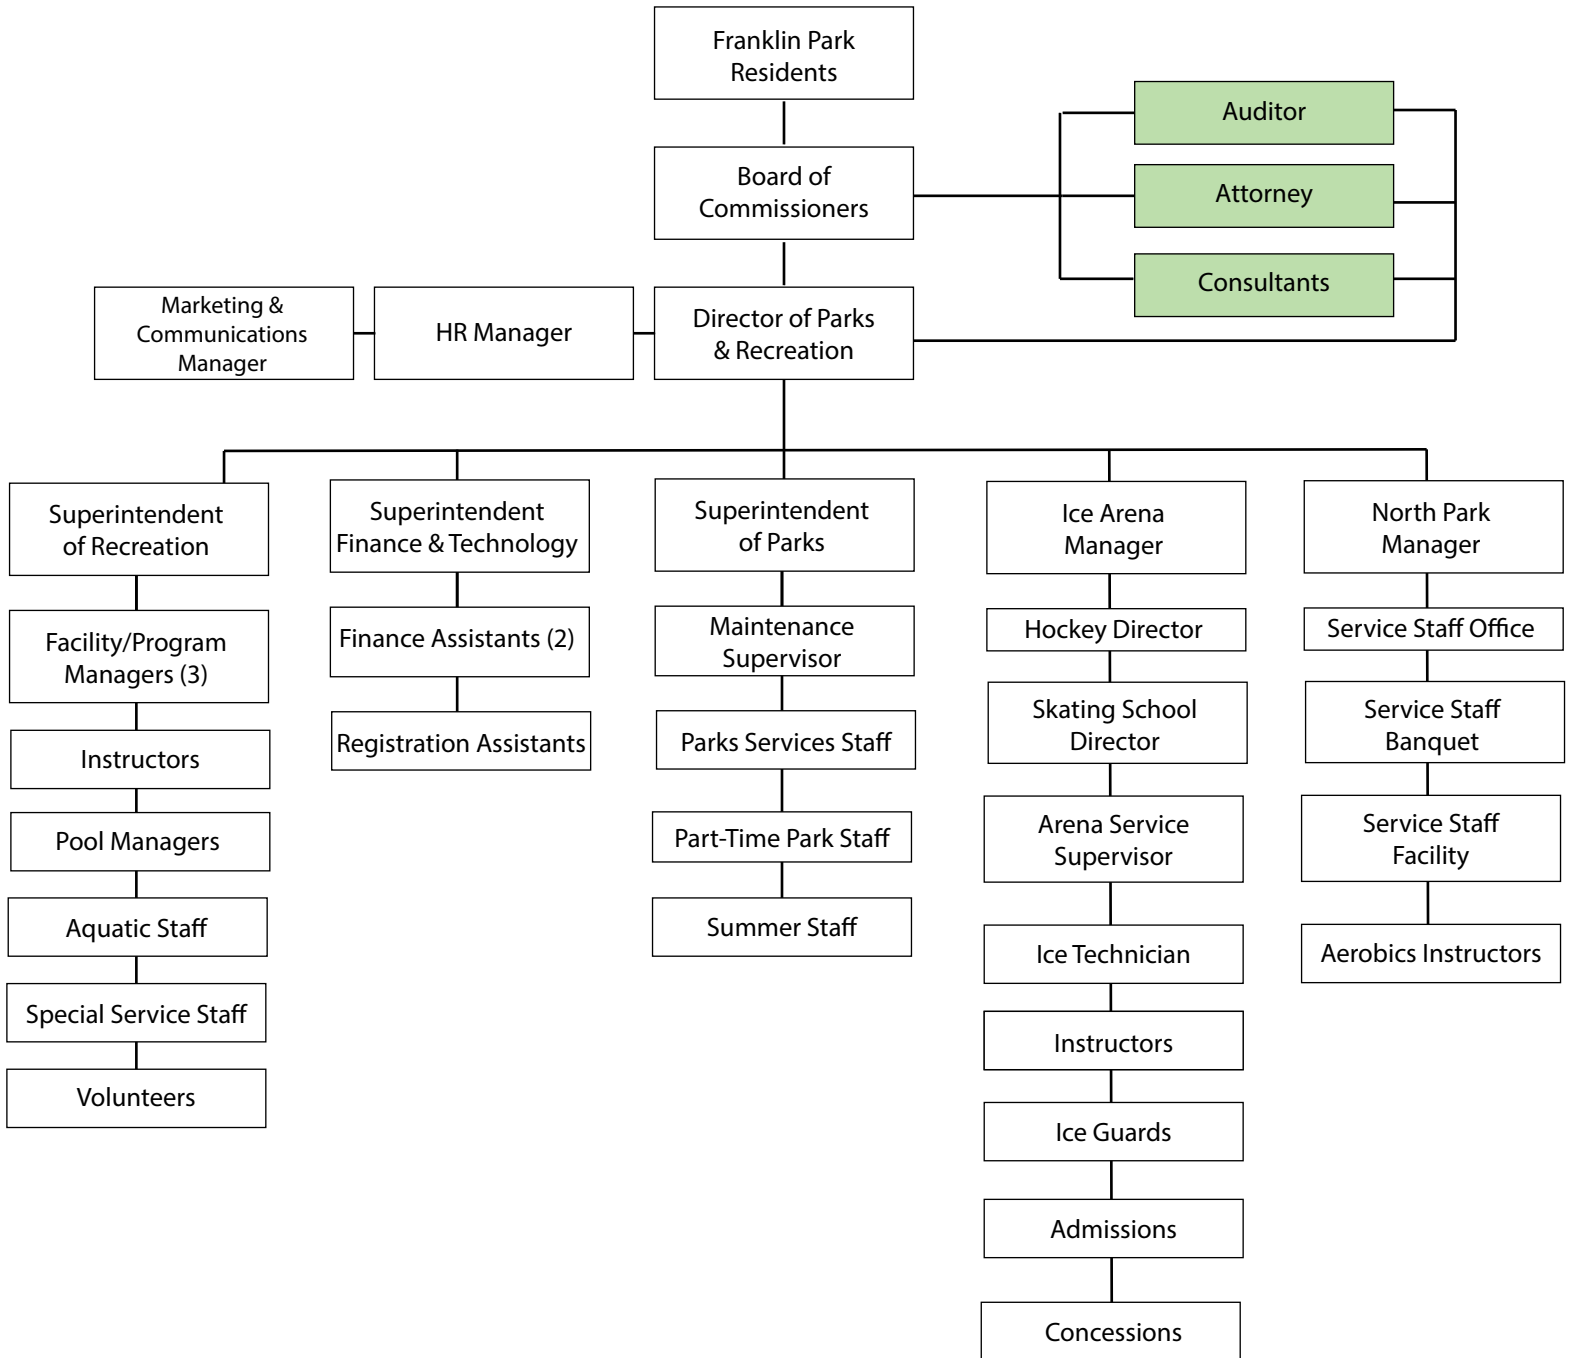 Franklin Park
Residents
Auditor
Board of
Commissioners
Attorney
Consultants
Marketing &
Communications
Manager
HR Manager
Director of Parks
& Recreation
Superintendent
of Recreation
Facility/Program
Managers (3)
Instructors
Pool Managers
Aquatic Staff
Special Service Staff
Volunteers
Superintendent
Finance & Technology
Finance Assistants (2)
Registration Assistants
Superintendent
of Parks
Maintenance
Supervisor
Parks Services Staff
Part-Time Park Staff
Summer Staff
Ice Arena
Manager
Hockey Director
Skating School
Director
Arena Service
Supervisor
Ice Technician
Instructors
Ice Guards
Admissions
Concessions
North Park
Manager
Service Staff Office
Service Staff
Banquet
Service Staff
Facility
Aerobics Instructors